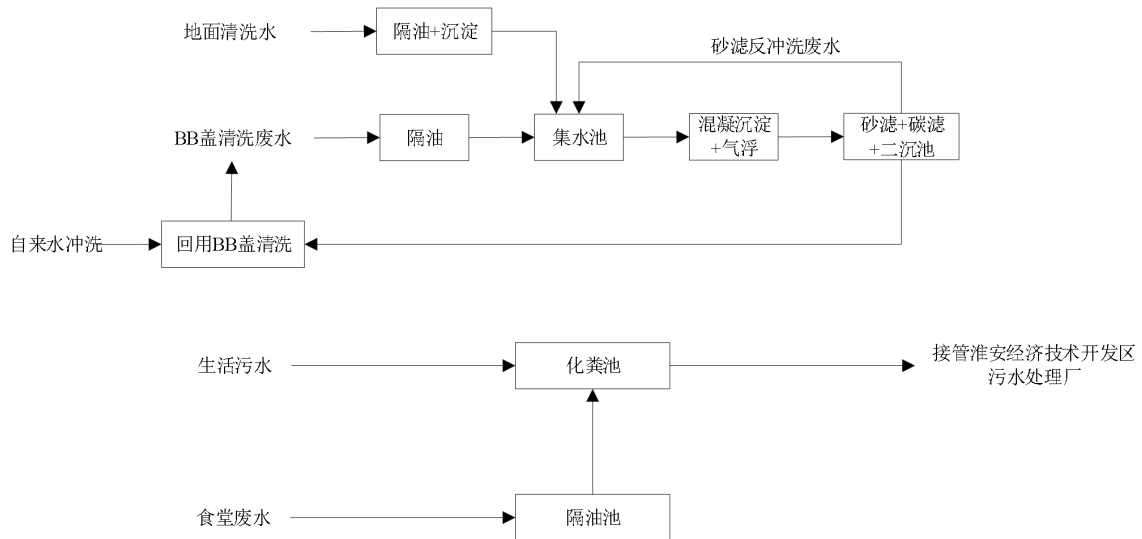 地面清洗水
隔油+沉淀
砂滤反冲洗废水
BB盖清洗废水
隔油
集水池
混凝沉淀
+气浮
砂滤+碳滤
+二沉池
自来水冲洗
回用BB盖清洗
生活污水
化粪池
接管淮安经济技术开发区
污水处理厂
食堂废水
隔油池